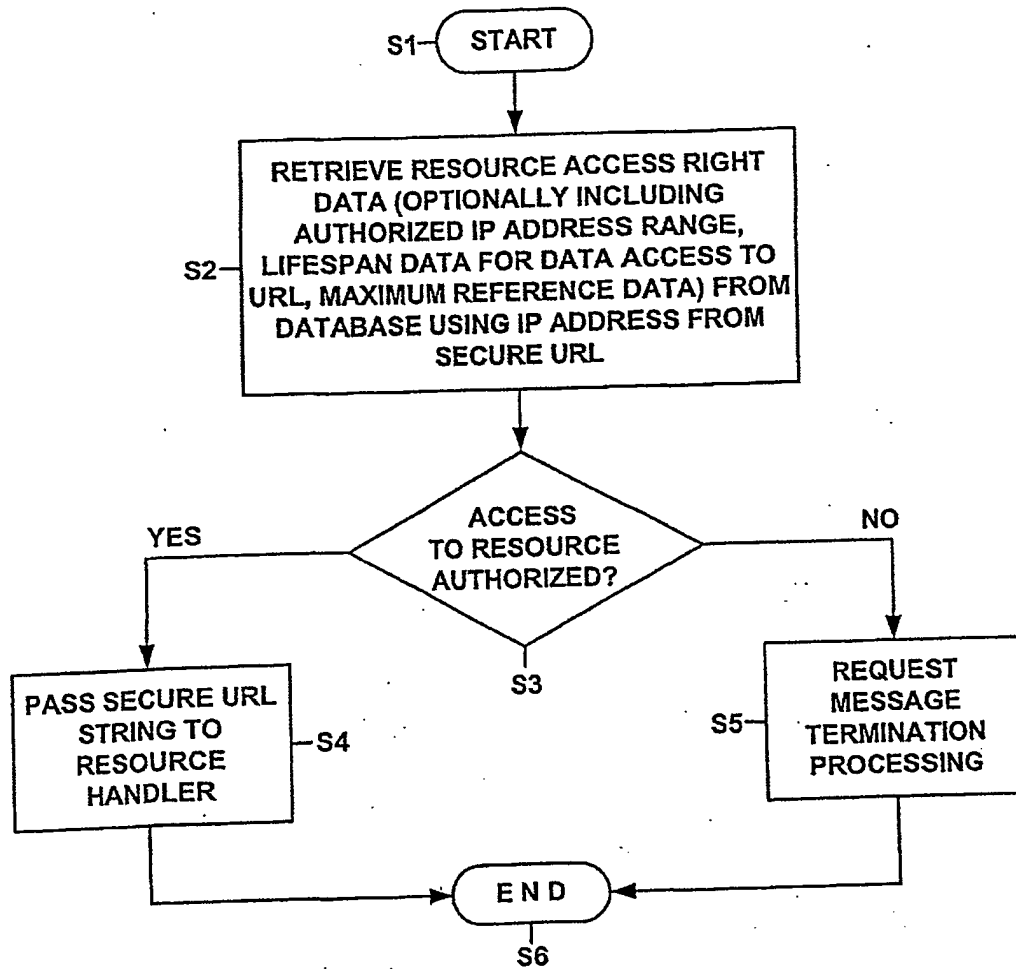 S1
START
RETRIEVE RESOURCE ACCESS RIGHT
DATA (OPTIONALLY INCLUDING
AUTHORIZED IP ADDRESS RANGE,
LIFESPAN DATA FOR DATA ACCESS TO
URL, MAXIMUM REFERENCE DATA) FROM
DATABASE USING IP ADDRESS FROM
SECURE URL
S2
ACCESS
TO RESOURCE
AUTHORIZED?
S3
YES
NO
PASS SECURE URL
STRING TO
RESOURCE
HANDLER
S4
S5
REQUEST
MESSAGE
TERMINATION
PROCESSING
END
S6